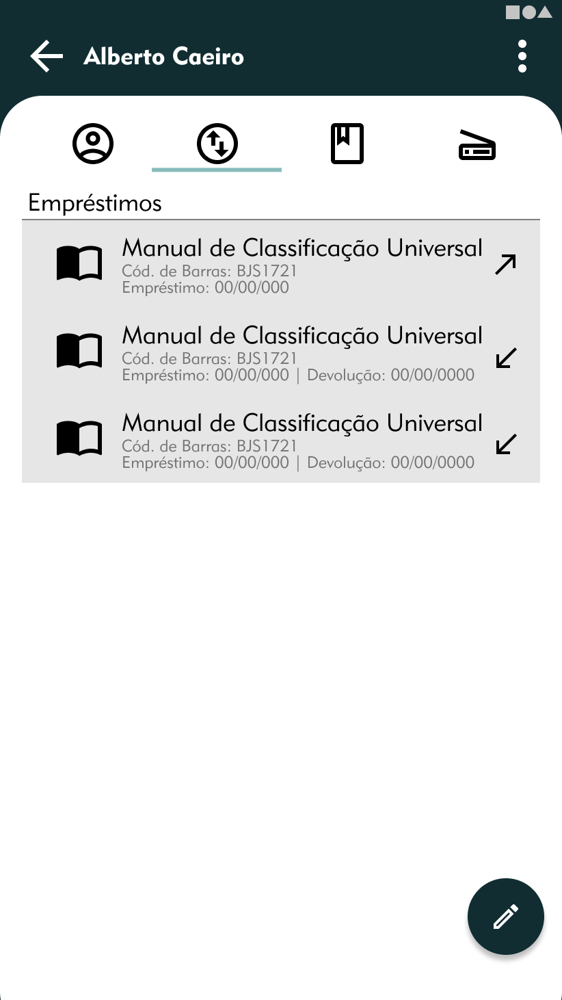 Alberto Caeiro
Empréstimos
Manual de Classificação Universal
Cód. de Barras: BJS1721
Empréstimo: 00/00/000
Manual de Classificação Universal
Cód. de Barras: BJS1721
Empréstimo: 00/00/000 | Devolução: 00/00/0000
Manual de Classificação Universal
Cód. de Barras: BJS1721
Empréstimo: 00/00/000 | Devolução: 00/00/0000